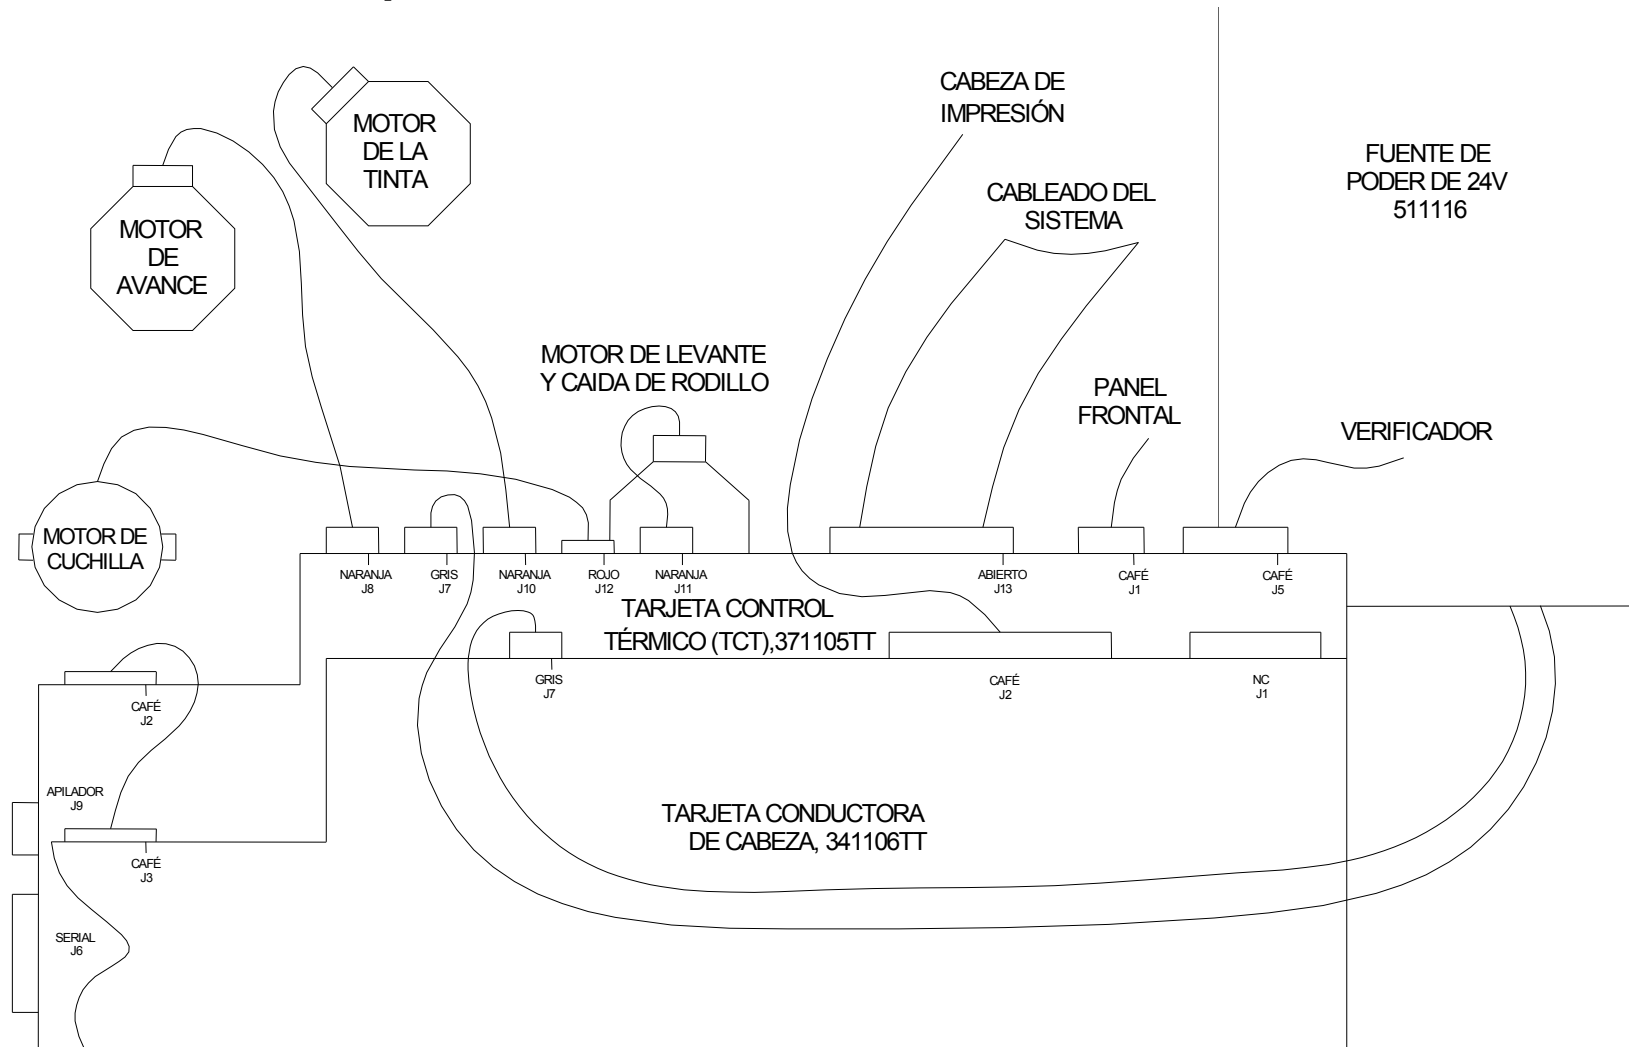 CABEZA DE
IMPRESIÓN
MOTOR
DE LA
TINTA
FUENTE DE
PODER DE 24V
511116
CABLEADO DEL
SISTEMA
MOTOR
DE
AVANCE
MOTOR DE LEVANTE
Y CAIDA DE RODILLO
PANEL
FRONTAL
VERIFICADOR
MOTOR DE
CUCHILLA
NARANJA
J8
GRIS
J7
NARANJA
J10
ROJO
J12
NARANJA
J11
ABIERTO
J13
CAFÉ
J1
CAFÉ
J5
TARJETA CONTROL
TÉRMICO (TCT),371105TT
GRIS
J7
CAFÉ
J2
NC
J1
CAFÉ
J2
APILADOR
J9
TARJETA CONDUCTORA
DE CABEZA, 341106TT
CAFÉ
J3
SERIAL
J6